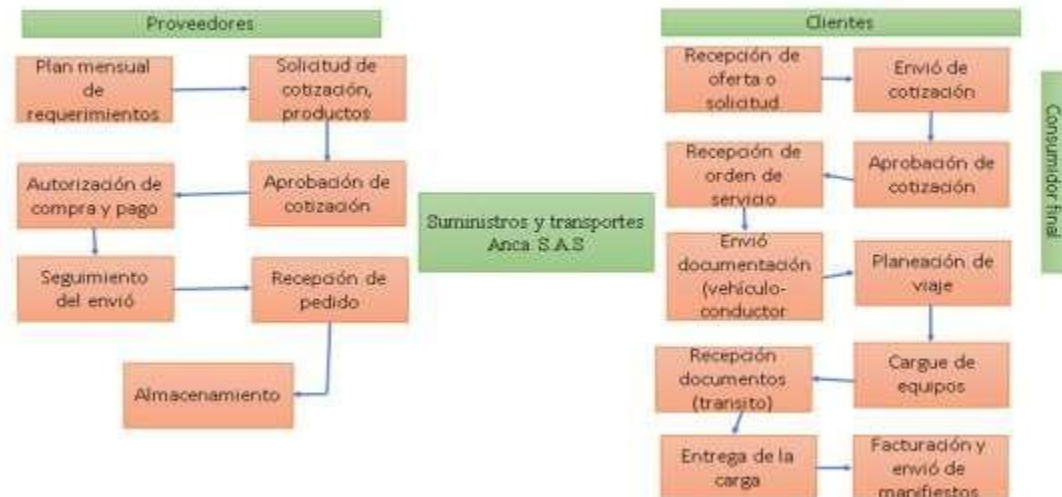 Proveedores
Plan mensual
de
requerimientos
Solicitud de
cotización,
productos
Autorización de
compra y pago
Aprobación de
cotización
Seguimiento
del envió
Recepción de
pedido
Almacenamiento
Suministros y transportes
Anca S.A.S
Clientes
Recepción de
oferta o
solicitud
Envió de
cotización
Recepción de
orden de
servicio
Aprobación de
cotización
Envió
documentación
(vehículo-
conductor
Planeación de
viaje
Recepción
documentos
(transito)
Cargue de
equipos
Entrega de la
carga
Facturación y
envió de
manifiestos
Consumidor final